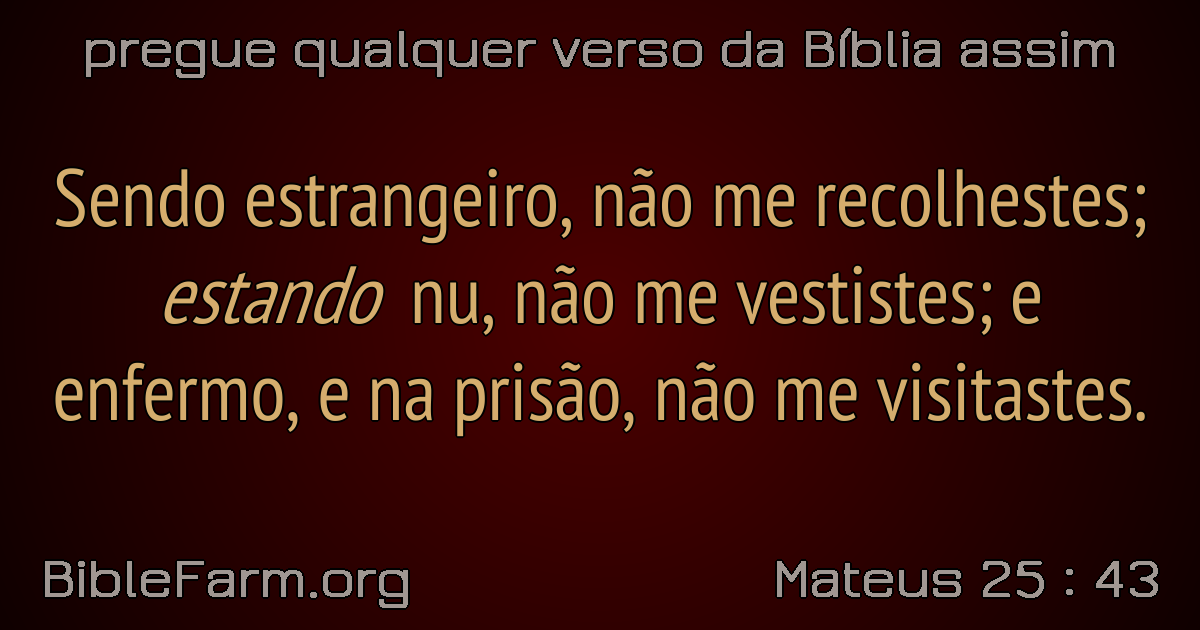 pregue qualquer verso da Bíblia assim
Sendo estrangeiro, não me recolhestes;
estando nu, não me vestistes; e
enfermo, e na prisão, não me visitastes.
BibleFarm.org
Mateus 25 : 43